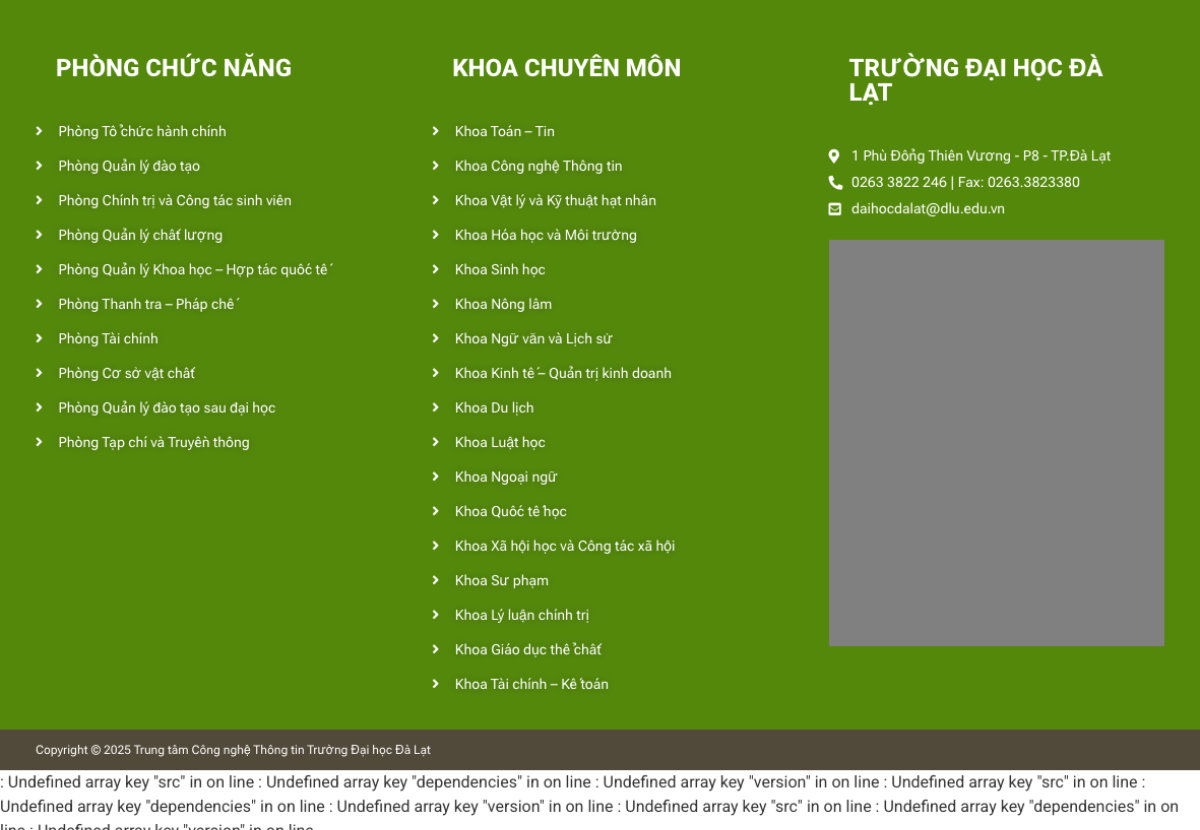 PHÒNG CHỨC NĂNG
Phòng Tổ chức hành chính
Phòng Quản lý đào tạo
Phòng Chính trị và Công tác sinh viên
Phòng Quản lý chất lượng
Phòng Quản lý Khoa học – Hợp tác quốc tế
Phòng Thanh tra – Pháp chế
Phòng Tài chính
Phòng Cơ sở vật chất
Phòng Quản lý đào tạo sau đại học
Phòng Tạp chí và Truyền thông
KHOA CHUYÊN MÔN
Khoa Toán – Tin
Khoa Công nghệ Thông tin
Khoa Vật lý và Kỹ thuật hạt nhân
Khoa Hóa học và Môi trường
Khoa Sinh học
Khoa Nông lâm
Khoa Ngữ văn và Lịch sử
Khoa Kinh tế – Quản trị kinh doanh
Khoa Du lịch
Khoa Luật học
Khoa Ngoại ngữ
Khoa Quốc tế học
Khoa Xã hội học và Công tác xã hội
Khoa Sư phạm
Khoa Lý luận chính trị
Khoa Giáo dục thể chất
Khoa Tài chính – Kế toán
TRƯỜNG ĐẠI HỌC ĐÀ
LẠT
1 Phù Đổng Thiên Vương - P8 - TP.Đà Lạt
0263 3822 246 | Fax: 0263.3823380
daihocdalat@dlu.edu.vn
Copyright © 2025 Trung tâm Công nghệ Thông tin Trường Đại học Đà Lạt
: Undefined array key "src" in on line : Undefined array key "dependencies" in on line : Undefined array key "version" in on line : Undefined array key "src" in on line :
Undefined array key "dependencies" in on line : Undefined array key "version" in on line : Undefined array key "src" in on line : Undefined array key "dependencies" in on
line : Undefined array key "version" in on line